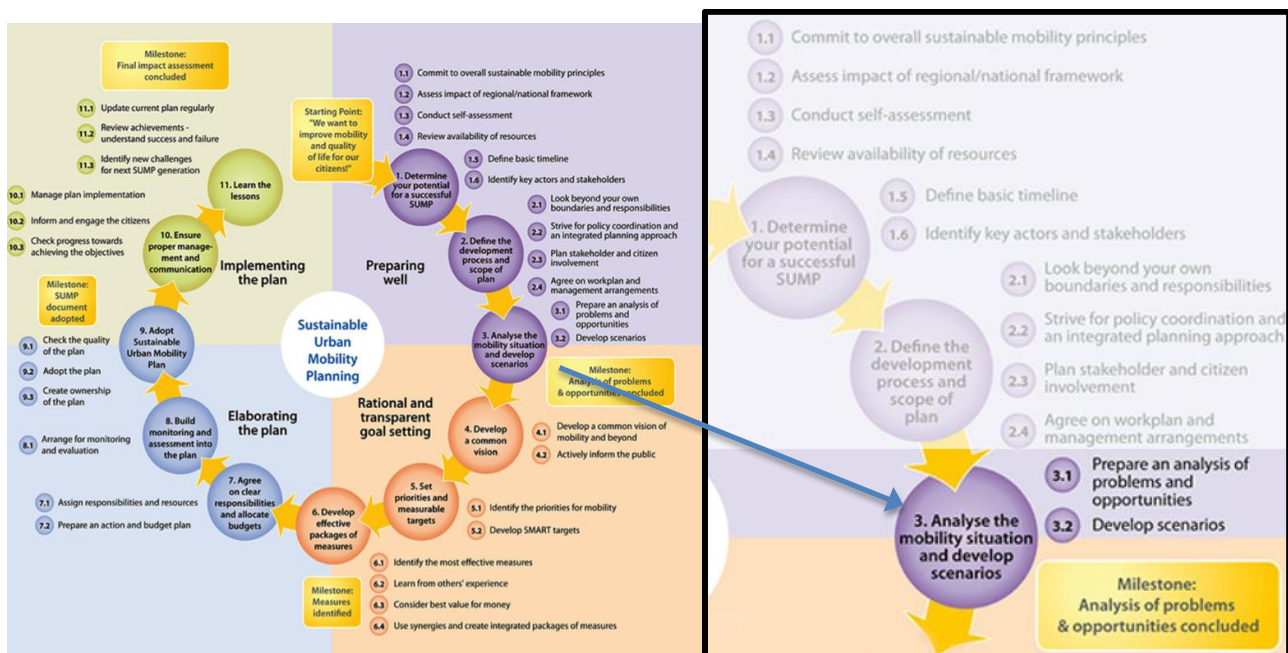 Milestone:
Final impact assessment
concluded
11.1 Update current plan regularly
11.2 Review achievements -
understand success and failure
11.3 Identify new challenges
for next SUMP generation
11. Learn the
lessons
10.1 Manage plan implementation
10.2 Inform and engage the citizens
10.3 Check progress towards
achieving the objectives
10. Ensure
proper manage-
ment and
communication
Implementing
the plan
Milestone:
SUMP
document
adopted
Starting Point:
"We want to
improve mobility
and quality
of life for our
citizens!"
1.1 Commit to overall sustainable mobility principles
1.2 Assess impact of regional/national framework
1.3 Conduct self-assessment
1.4 Review availability of resources
1.5 Define basic timeline
1.6 Identify key actors and stakeholders
1. Determine
your potential
for a successful
SUMP
2.1 Look beyond your own
boundaries and responsibilities
2.2 Strive for policy coordination and
an integrated planning approach
2.3 Plan stakeholder and citizen
involvement
2.4 Agree on workplan and
management arrangements
2. Define the
development
process and
scope of
plan
Preparing
well
3.1 Prepare an analysis of
problems and
opportunities
3.2 Develop scenarios
3. Analyse the
mobility situation
and develop
scenarios
Milestone:
Analysis of problems
& opportunities concluded
Sustainable
Urban
Mobility
Planning
Rational and
transparent
goal setting
4. Develop
a common
vision
4.1 Develop a common vision of
mobility and beyond
4.2 Actively inform the public
5. Set
priorities and
measurable
targets
5.1 Identify the priorities for mobility
5.2 Develop SMART targets
6. Develop
effective
packages of
measures
6.1 Identify the most effective measures
6.2 Learn from others' experience
6.3 Consider best value for money
6.4 Use synergies and create integrated packages of measures
Milestone:
Measures
identified
7. Agree
on clear
responsibilities
and allocate
budgets
7.1 Assign responsibilities and resources
7.2 Prepare an action and budget plan
8. Build
monitoring and
assessment into
the plan
8.1 Arrange for monitoring
and evaluation
Elaborating
the plan
9. Adopt
Sustainable
Urban Mobility
Plan
9.1 Check the quality
of the plan
9.2 Adopt the plan
9.3 Create ownership
of the plan
1.1 Commit to overall sustainable mobility principles
1.2 Assess impact of regional/national framework
1.3 Conduct self-assessment
1.4 Review availability of resources
1.5 Define basic timeline
1.6 Identify key actors and stakeholders
1. Determine
your potential
for a successful
SUMP
2.1 Look beyond your own
boundaries and responsibilities
2.2 Strive for policy coordination and
an integrated planning approach
2.3 Plan stakeholder and citizen
involvement
2.4 Agree on workplan and
management arrangements
2. Define the
development
process and
scope of
plan
3.1 Prepare an analysis of
problems and
opportunities
3.2 Develop scenarios
3. Analyse the
mobility situation
and develop
scenarios
Milestone:
Analysis of problems
& opportunities concluded